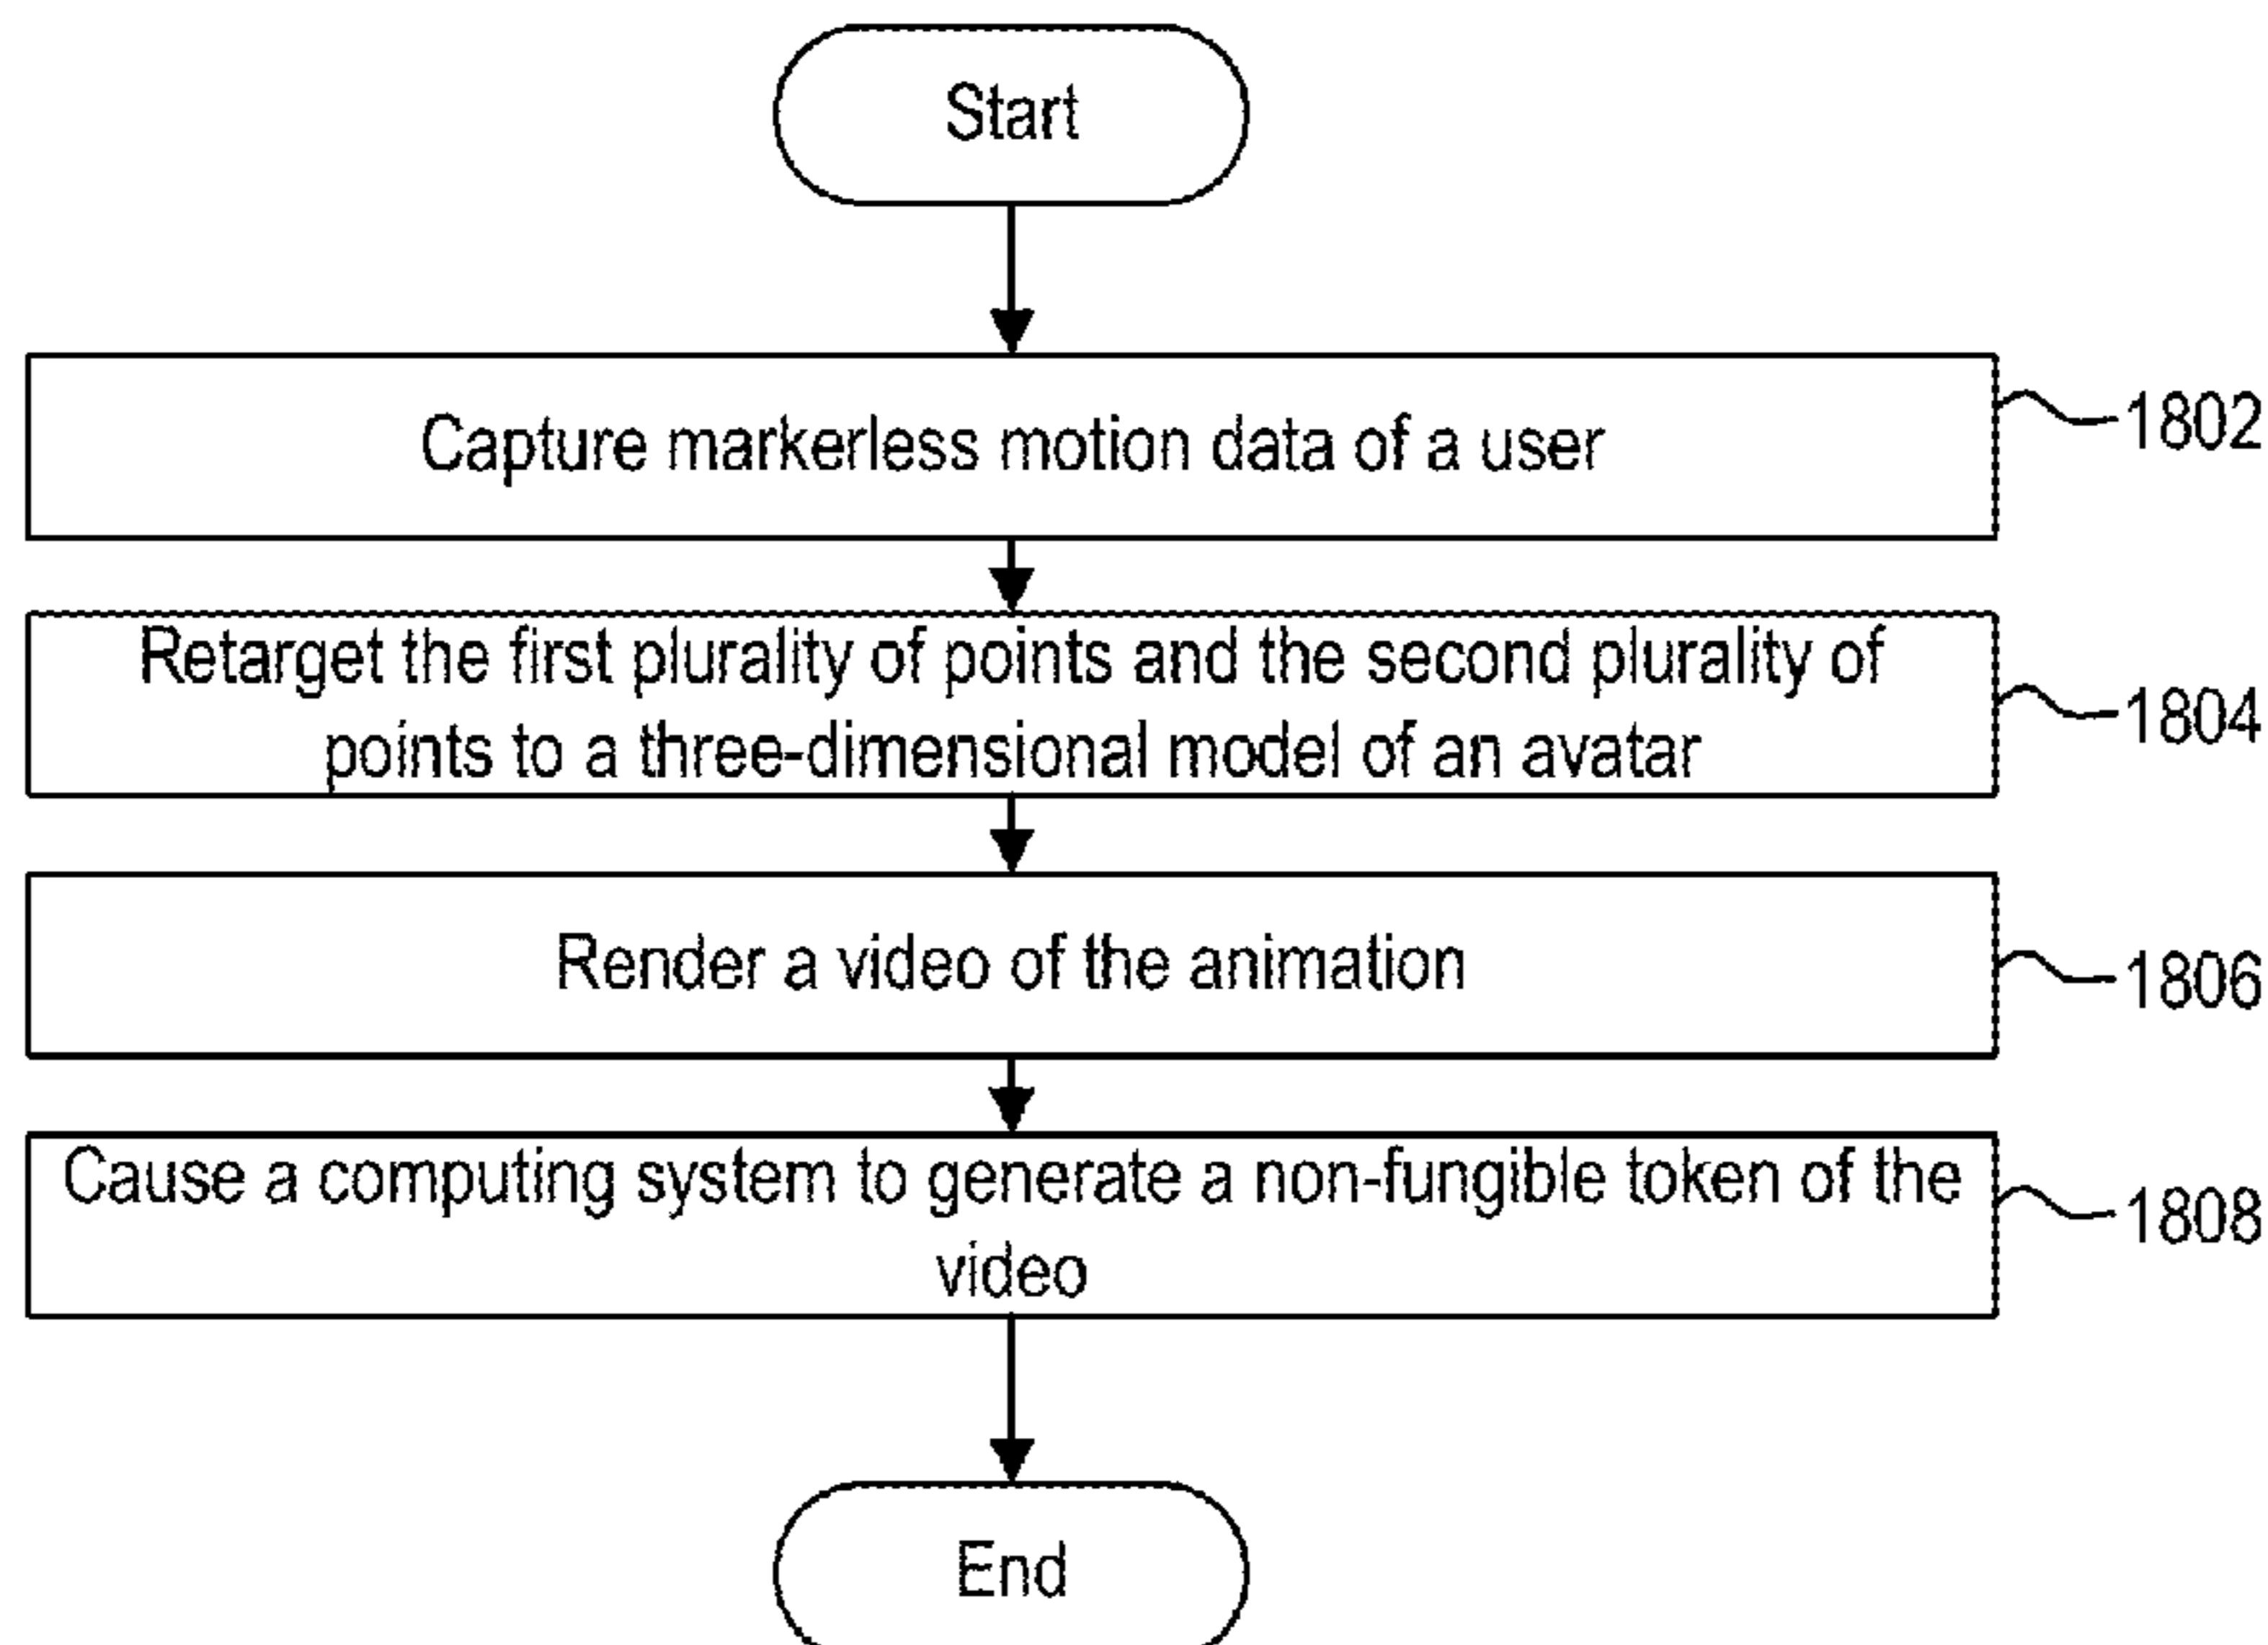 Start
Capture markerless motion data of a user
1802
Retarget the first plurality of points and the second plurality of
points to a three-dimensional model of an avatar
1804
Render a video of the animation
1806
Cause a computing system to generate a non-fungible token of the
video
1808
End